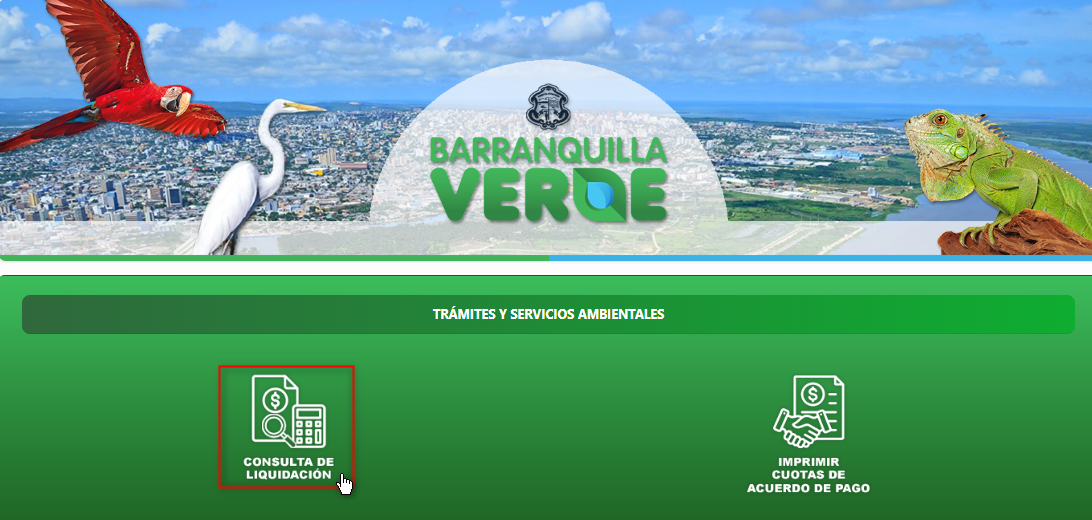 BARRANQUILLA
VERDE
TRÁMITES Y SERVICIOS AMBIENTALES
CONSULTA DE
LIQUIDACIÓN
IMPRIMIR
CUOTAS DE
ACUERDO DE PAGO